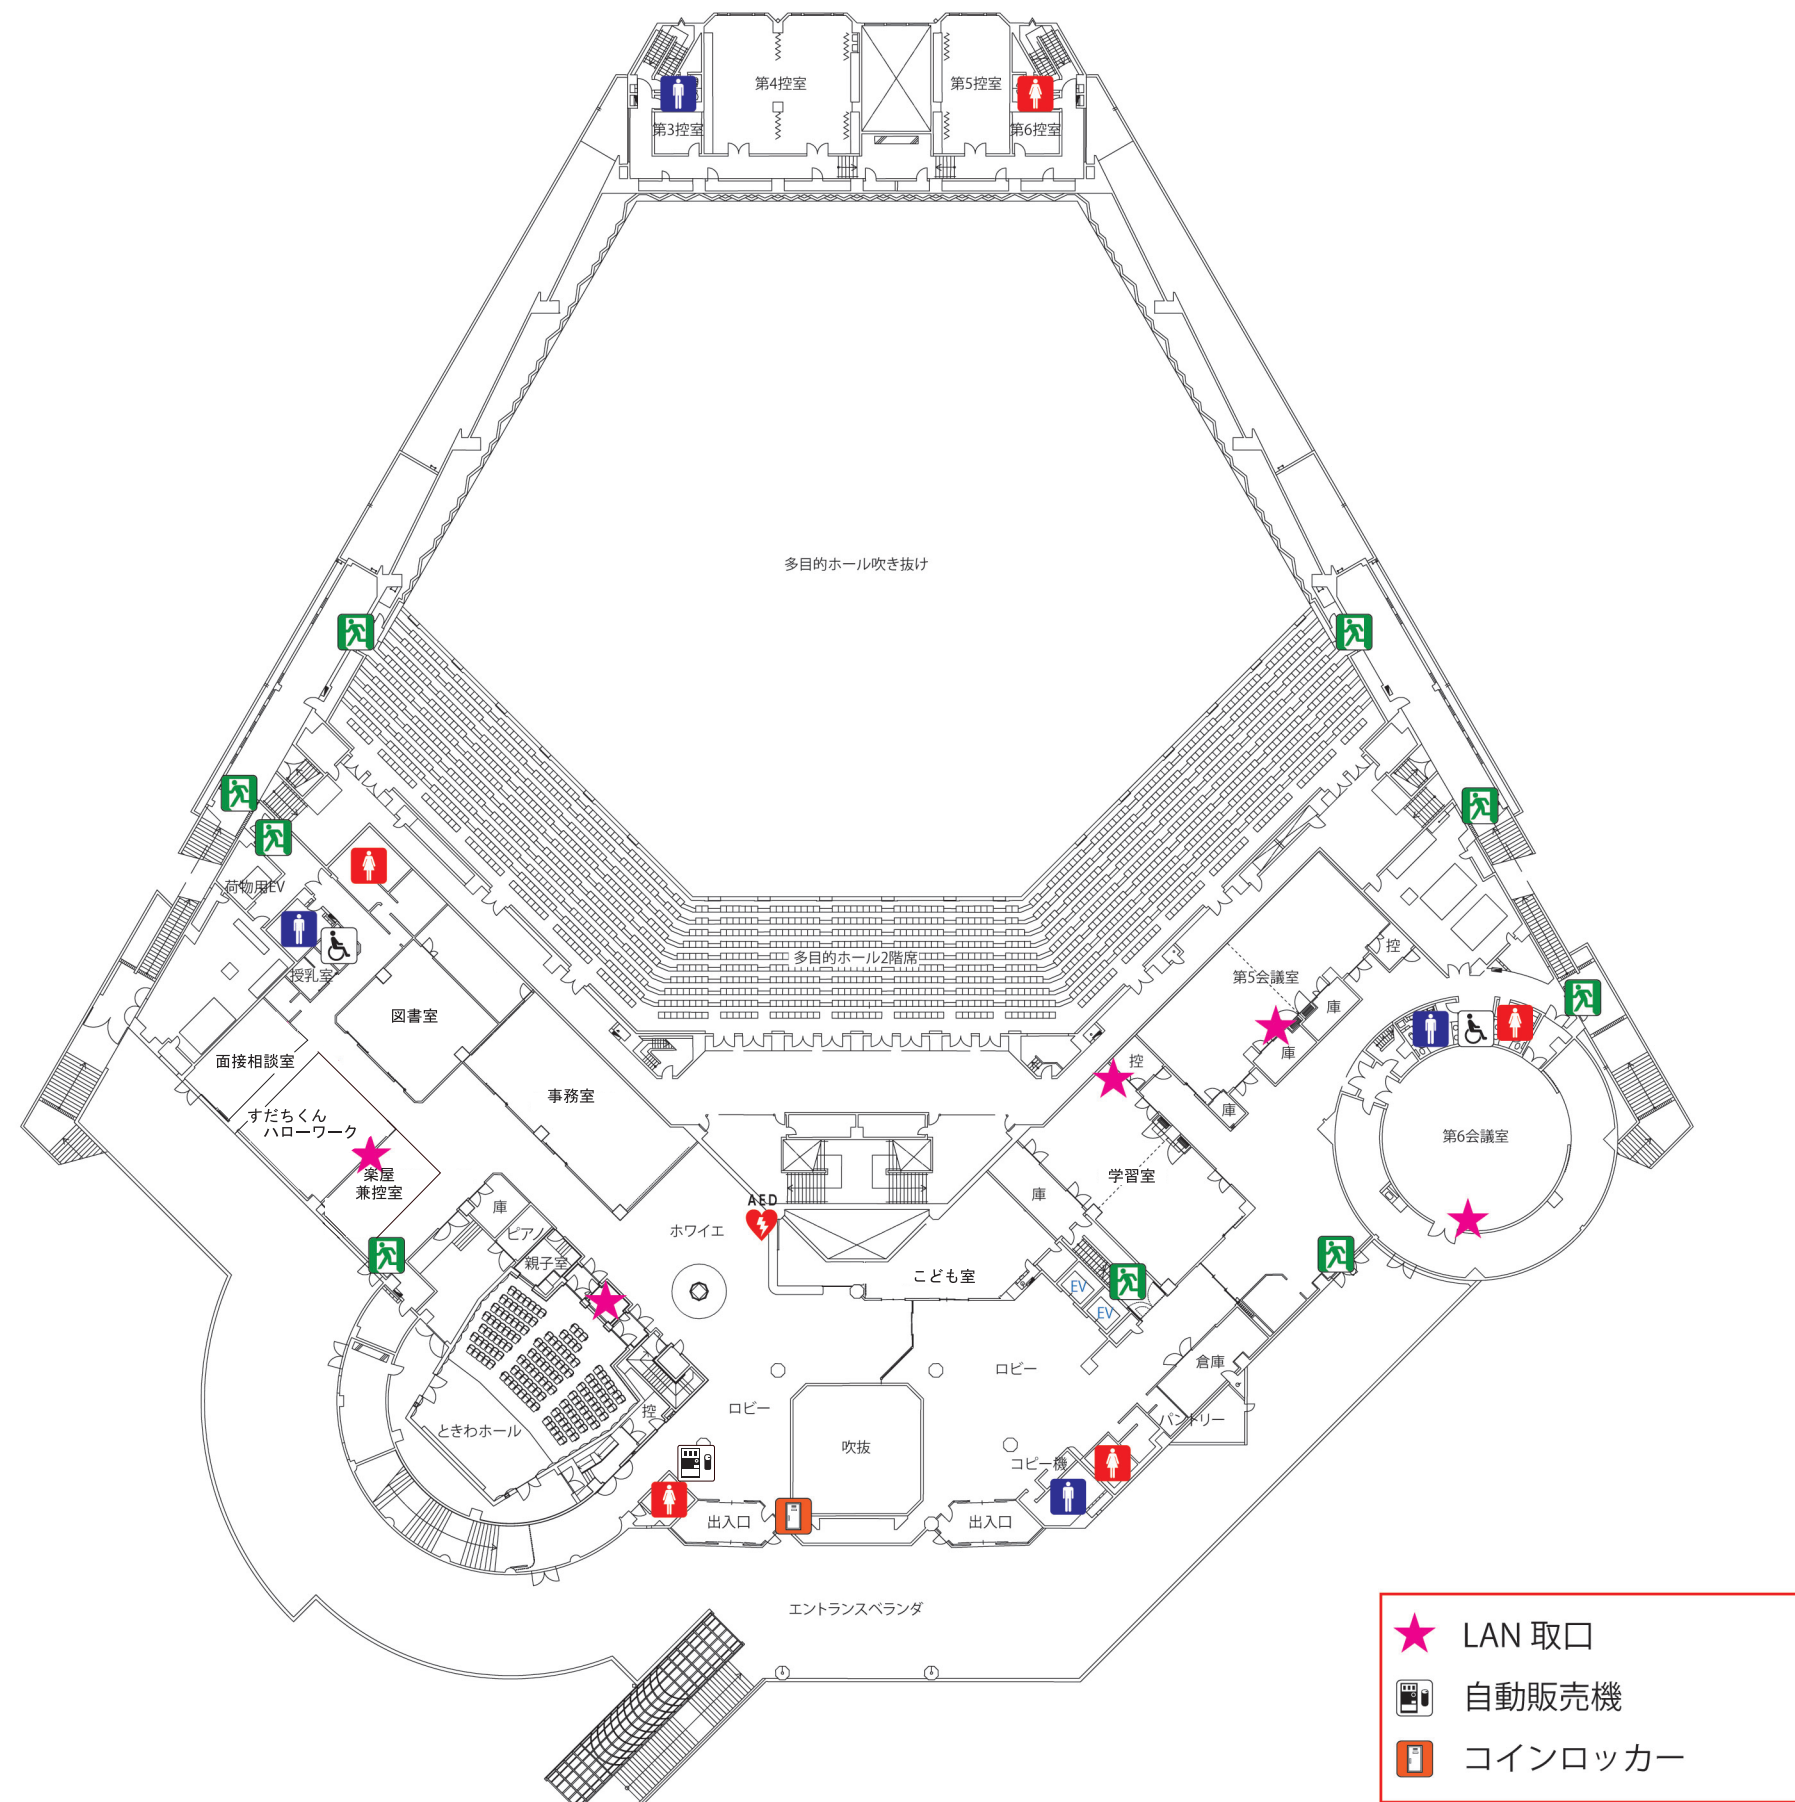 第4控室
第5控室
第3控室
第6控室
多目的ホール吹き抜け
荷物用EV
控
多目的ホール2階席
授乳室
第5会議室
庫
図書室
庫
面接相談室
控
事務室
庫
すだちくん
ハローワーク
第6会議室
楽屋
兼控室
学習室
庫
AED
庫
ピアノ
ホワイエ
親子室
こども室
EV
EV
倉庫
ロビー
ロビー
控
パントリー
ときわホール
吹抜
コピー機
出入口
出入口
エントランスベランダ
LAN 取口
自動販売機
コインロッカー